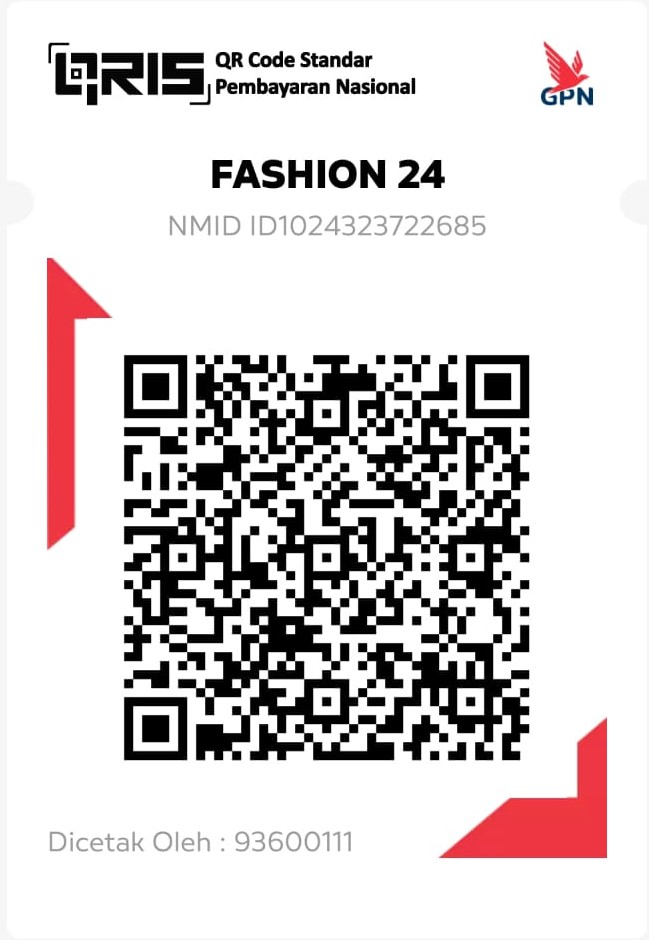 QRIS
QR Code Standar
Pembayaran Nasional
GPN
FASHION 24
NMID ID1024323722685
Dicetak Oleh : 93600111